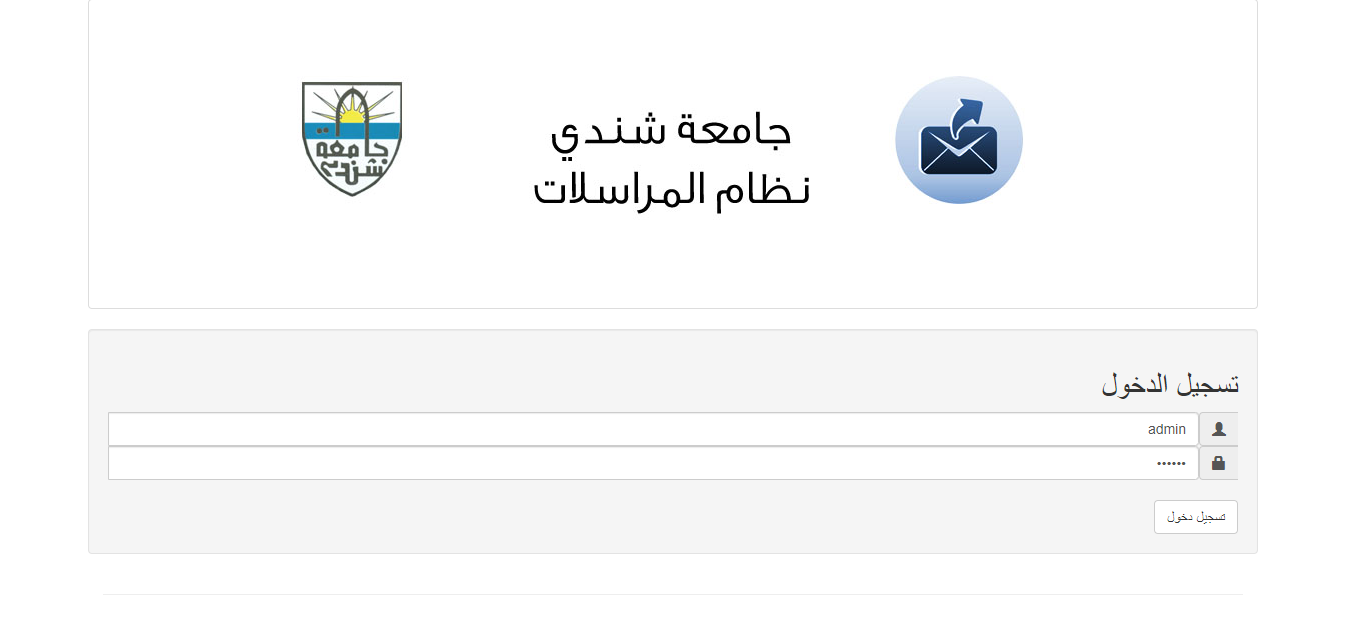 جامعة شندي
نظام المراسلات
جامعة
شندي
تسجيل الدخول
admin
••••••
تسجيل دخول